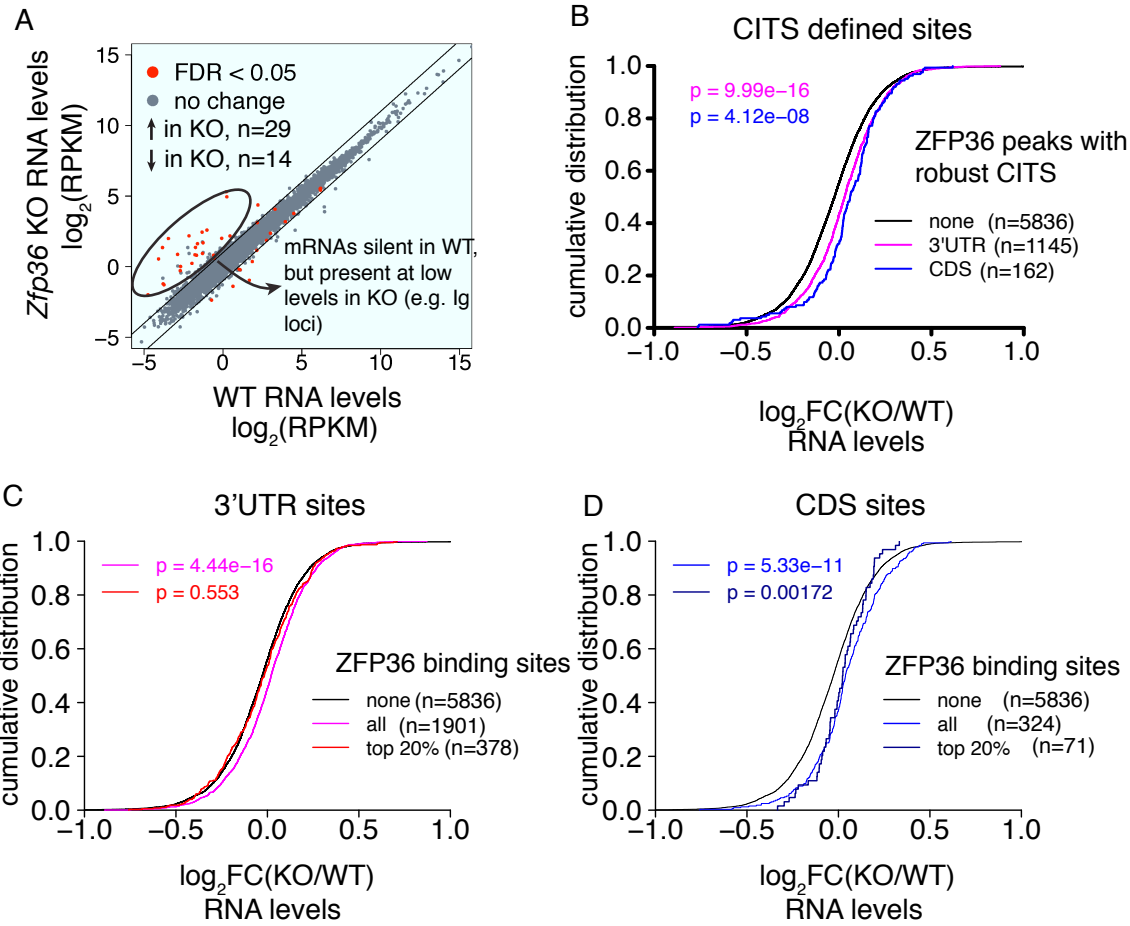 A
Zfp36 KO RNA levels
log2(RPKM)
15
10
5
0
−5
FDR < 0.05
no change
↑ in KO, n=29
↓ in KO, n=14
mRNAs silent in WT,
but present at low
levels in KO (e.g. Ig
loci)
−5 0 5 10 15
WT RNA levels
log2(RPKM)
B
CITS defined sites
cumulative distribution
1.0
0.8
0.6
0.4
0.2
0.0
p = 9.99e−16
p = 4.12e−08
ZFP36 peaks with
robust CITS
none (n=5836)
3'UTR (n=1145)
CDS (n=162)
−1.0 −0.5 0.0 0.5 1.0
log2FC(KO/WT)
RNA levels
C
3’UTR sites
cumulative distribution
1.0
0.8
0.6
0.4
0.2
0.0
p = 4.44e−16
p = 0.553
ZFP36 binding sites
none (n=5836)
all (n=1901)
top 20% (n=378)
−1.0 −0.5 0.0 0.5 1.0
log2FC(KO/WT)
RNA levels
D
CDS sites
cumulative distribution
1.0
0.8
0.6
0.4
0.2
0.0
p = 5.33e−11
p = 0.00172
ZFP36 binding sites
none (n=5836)
all (n=324)
top 20% (n=71)
−1.0 −0.5 0.0 0.5 1.0
log2FC(KO/WT)
RNA levels